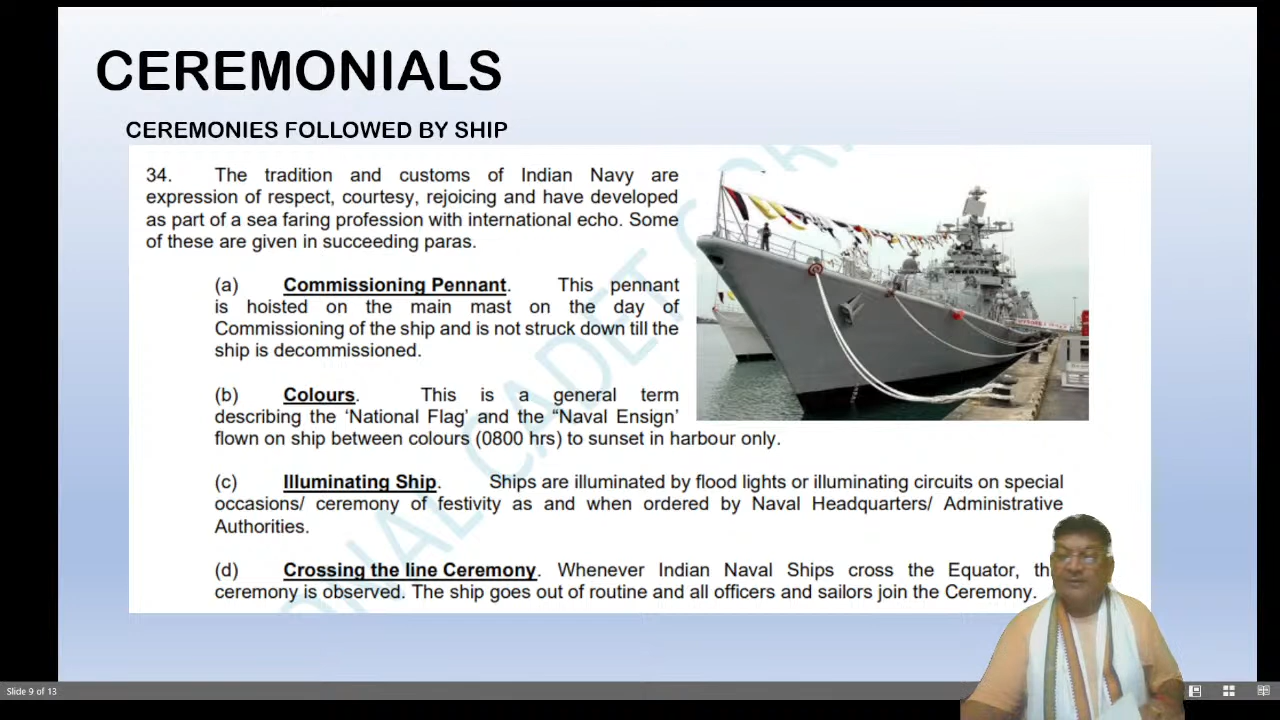 CEREMONIALS
CEREMONIES FOLLOWED BY SHIP
34. The tradition and customs of Indian Navy are
expression of respect, courtesy, rejoicing and have developed
as part of a sea faring profession with international echo. Some
of these are given in succeeding paras.
(a) Commissioning Pennant. This pennant
is hoisted on the main mast on the day of
Commissioning of the ship and is not struck down till the
ship is decommissioned.
(b) Colours. This is a general term
describing the ‘National Flag’ and the “Naval Ensign’
flown on ship between colours (0800 hrs) to sunset in harbour only.
(c) Illuminating Ship. Ships are illuminated by flood lights or illuminating circuits on special
occasions/ ceremony of festivity as and when ordered by Naval Headquarters/ Administrative
Authorities.
(d) Crossing the line Ceremony. Whenever Indian Naval Ships cross the Equator,
ceremony is observed. The ship goes out of routine and all officers and sailors join the Ceremony.
Slide 9 of 13